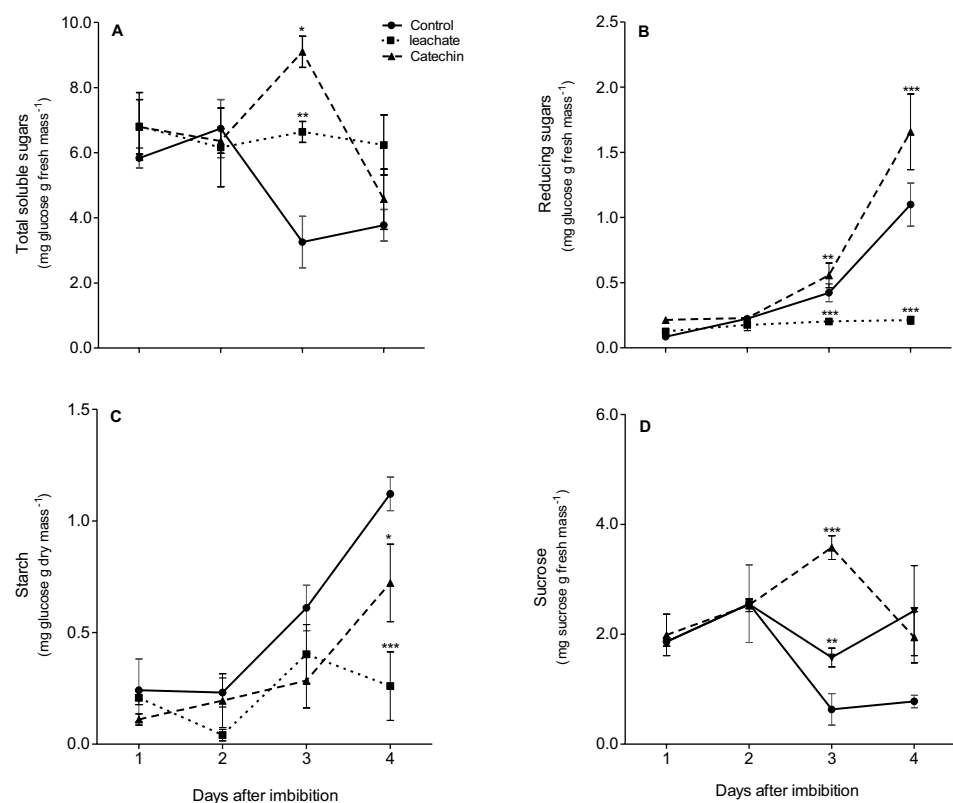 A
Control
leachate
Catechin
Total soluble sugars
(mg glucose g fresh mass-1)
10.0
8.0
6.0
4.0
2.0
0.0
*
**
B
Reducing sugars
(mg glucose g fresh mass-1)
2.5
2.0
1.5
1.0
0.5
0.0
**
***
***
***
C
Starch
(mg glucose g dry mass-1)
1.5
1.0
0.5
0.0
*
***
1 2 3 4
Days after imbibition
D
Sucrose
(mg sucrose g fresh mass-1)
6.0
4.0
2.0
0.0
***
**
1 2 3 4
Days after imbibition